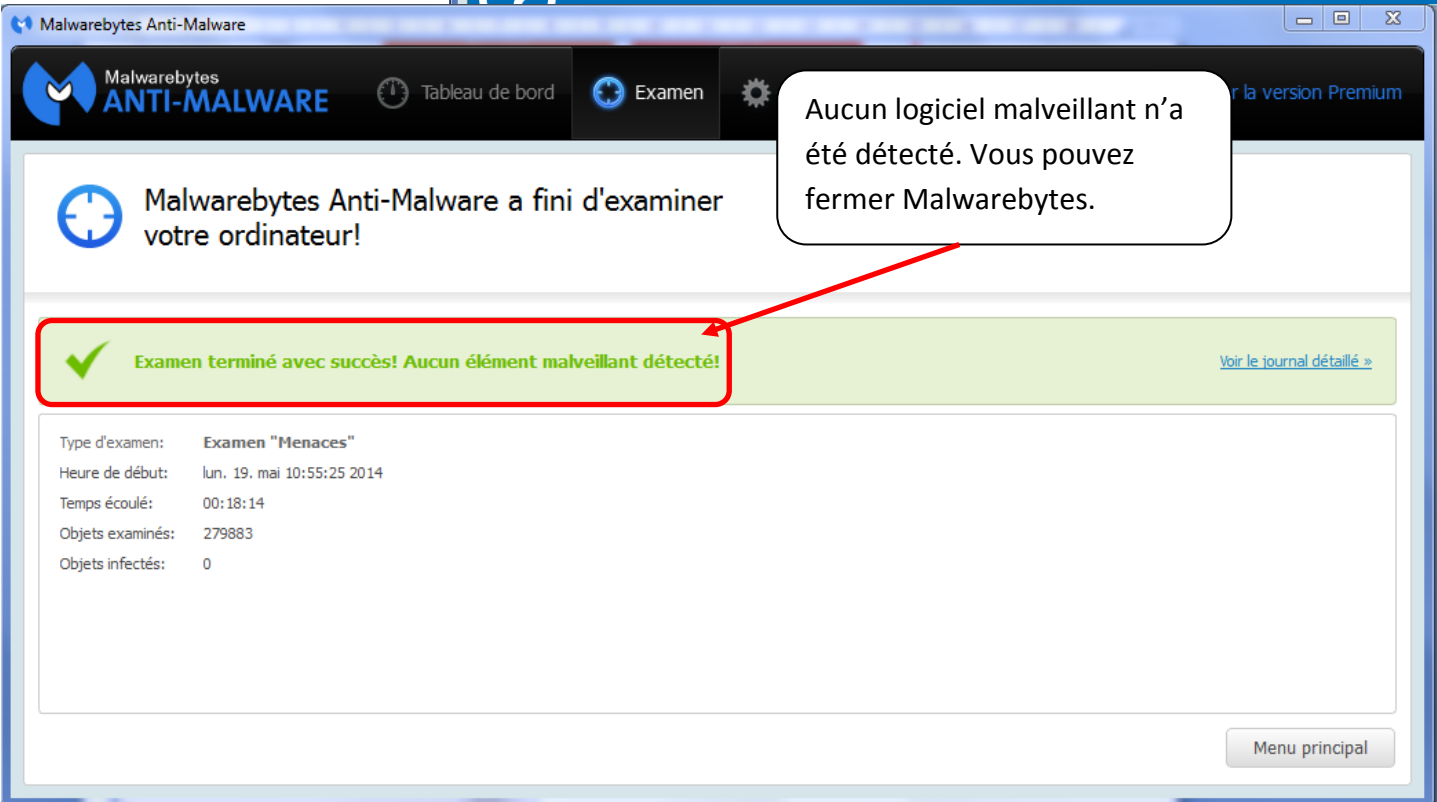 Malwarebytes Anti-Malware
Malwarebytes
ANTI-MALWARE
Tableau de bord
Examen
la version Premium
Aucun logiciel malveillant n’a
été détecté. Vous pouvez
fermer Malwarebytes.
Malwarebytes Anti-Malware a fini d'examiner
votre ordinateur!
Examen terminé avec succès! Aucun élément malveillant détecté!
Voir le journal détaillé »
Type d'examen: Examen "Menaces"
Heure de début: lun. 19. mai 10:55:25 2014
Temps écoulé: 00:18:14
Objets examinés: 279883
Objets infectés: 0
Menu principal